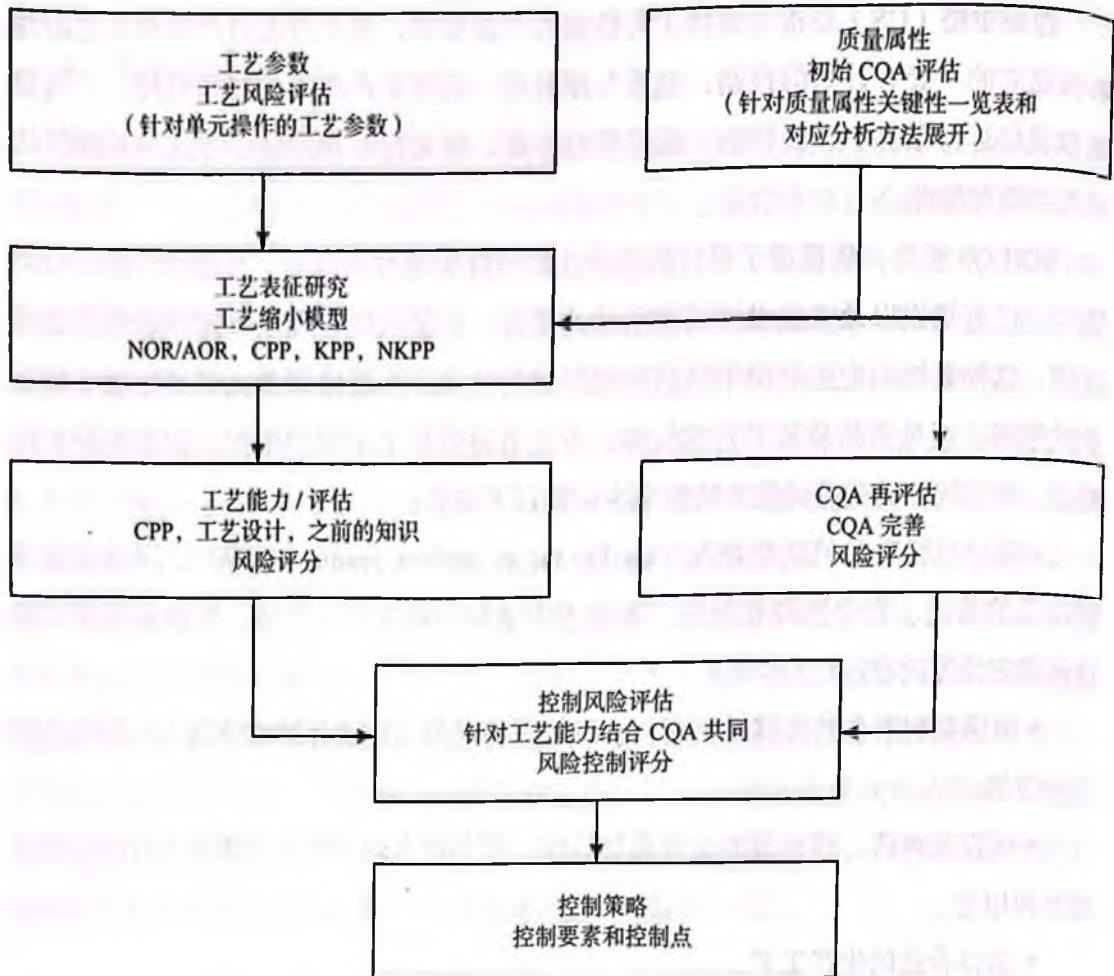 工艺参数
工艺风险评估
（针对单元操作的工艺参数）
质量属性
初始 CQA 评估
（针对质量属性关键性一览表和
对应分析方法展开）
工艺表征研究
工艺缩小模型
NOR/AOR，CPP，KPP，NKPP
工艺能力 / 评估
CPP，工艺设计，之前的知识
风险评分
CQA 再评估
CQA 完善
风险评分
控制风险评估
针对工艺能力结合 CQA 共同
风险控制评分
控制策略
控制要素和控制点